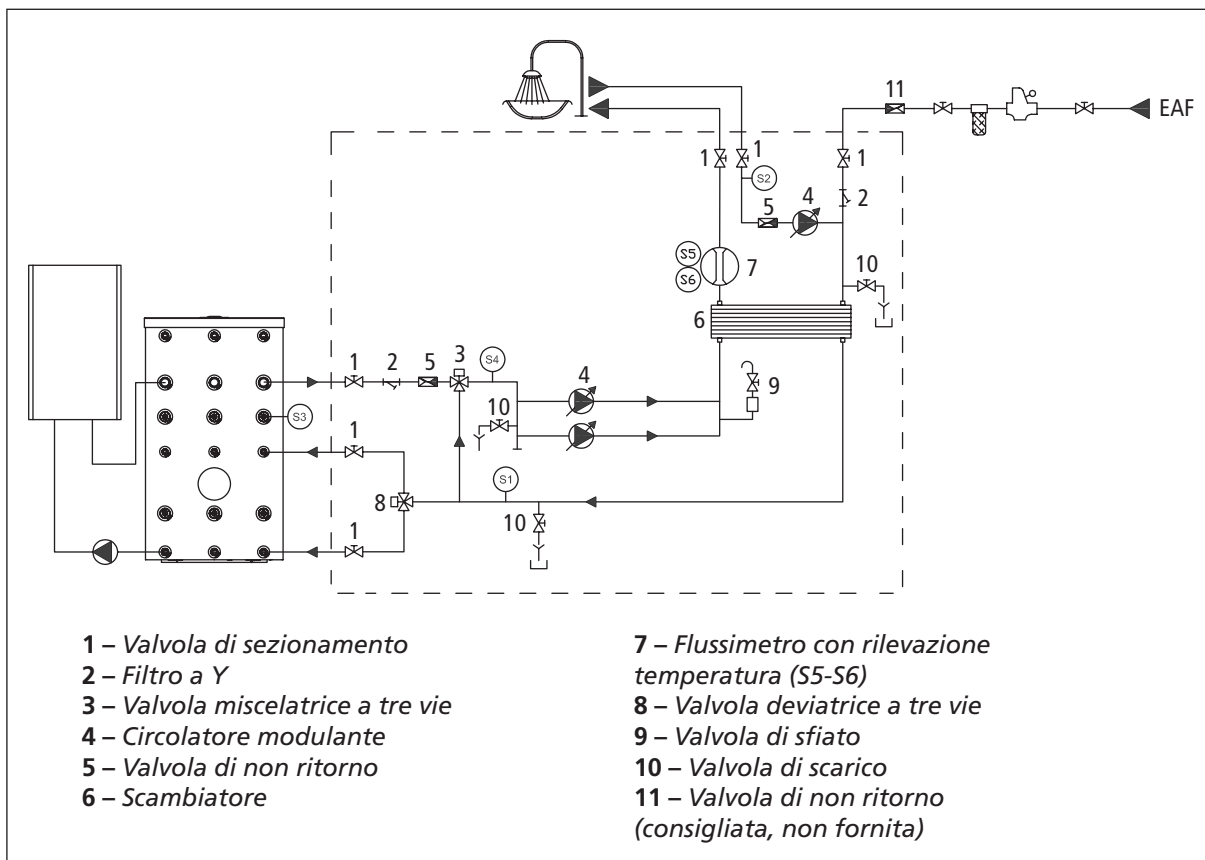 11
EAF
1
1
1
S2
4
2
5
S5
S6
7
10
6
1
2
5
3
S4
4
9
10
S3
1
S1
8
10
1
1 – Valvola di sezionamento
2 – Filtro a Y
3 – Valvola miscelatrice a tre vie
4 – Circolatore modulante
5 – Valvola di non ritorno
6 – Scambiatore
7 – Flussimetro con rilevazione
temperatura (S5-S6)
8 – Valvola deviatrice a tre vie
9 – Valvola di sfiato
10 – Valvola di scarico
11 – Valvola di non ritorno
(consigliata, non fornita)